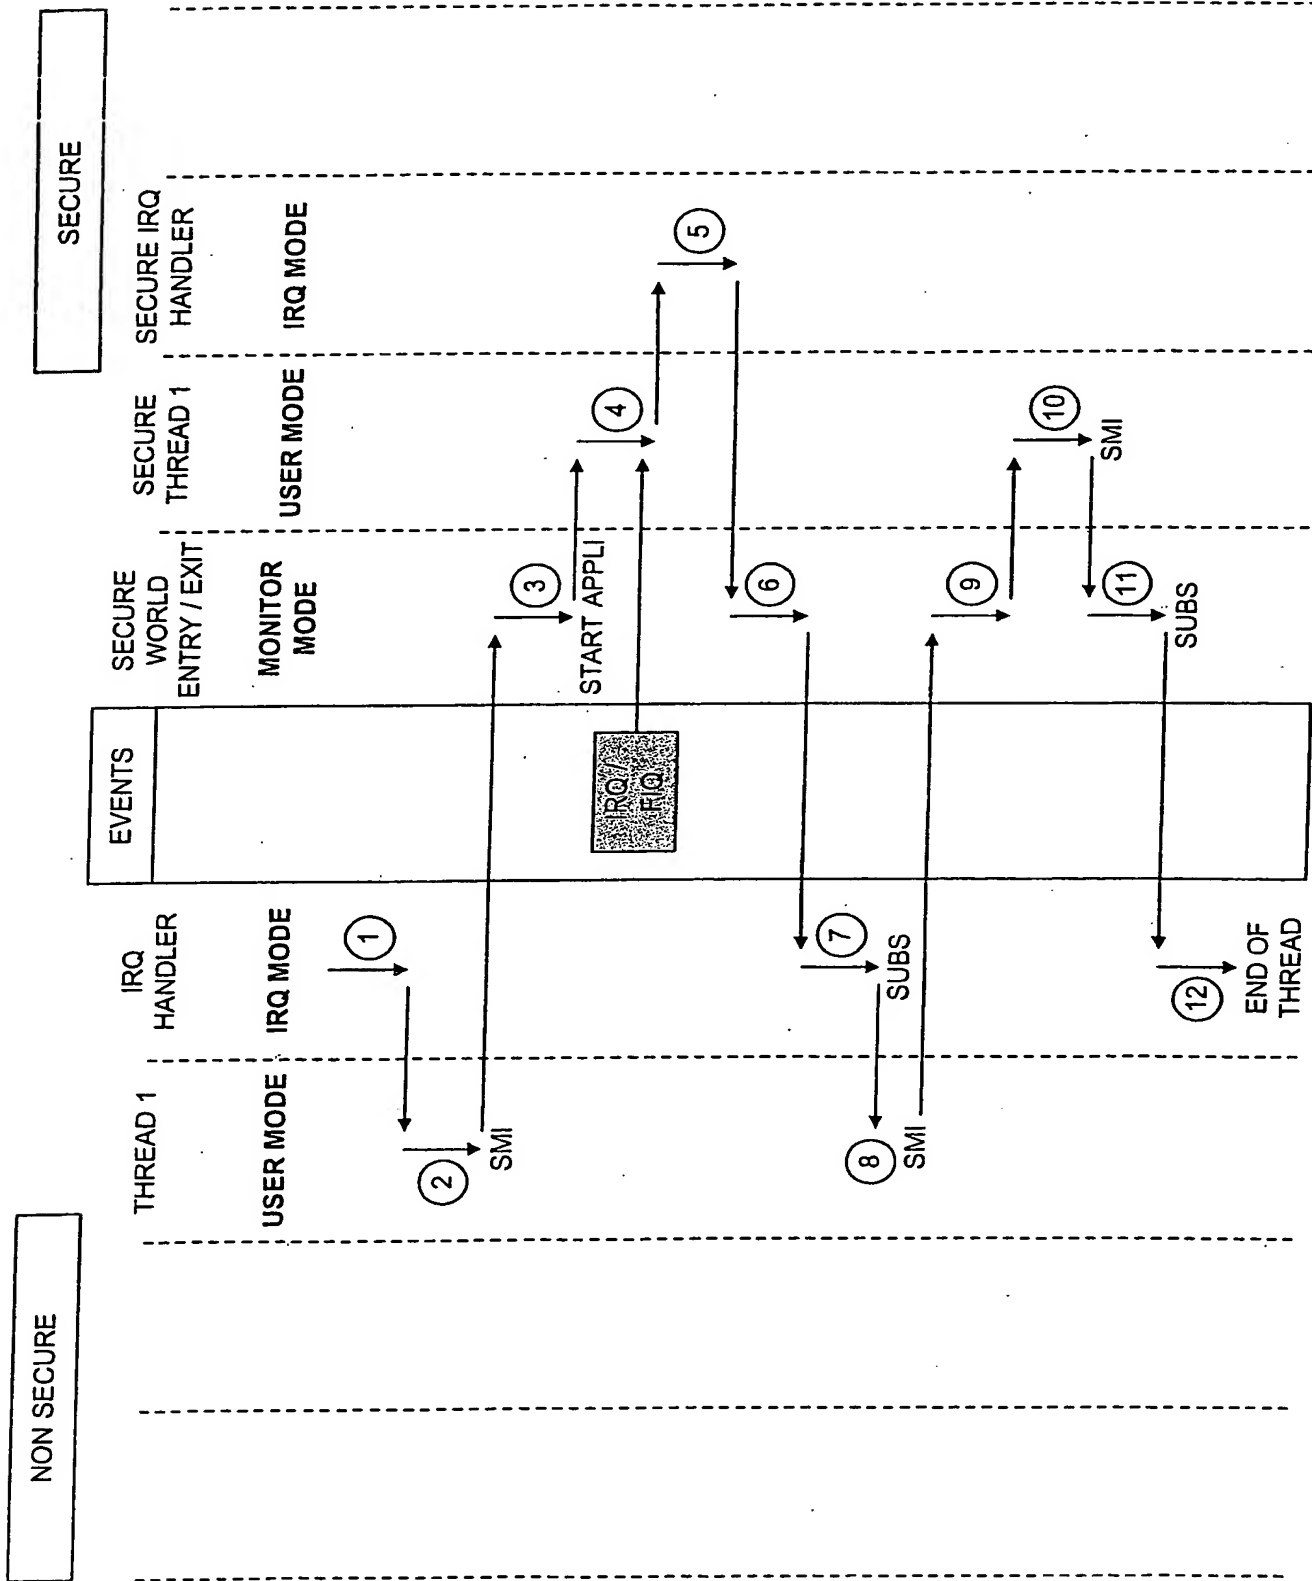 NON SECURE
SECURE
THREAD 1
USER MODE
IRQ
HANDLER
IRQ MODE
EVENTS
SECURE
WORLD
ENTRY / EXIT
MONITOR
MODE
SECURE
THREAD 1
USER MODE
SECURE IRQ
HANDLER
IRQ MODE
1
2
SMI
3
START APPLI
IRQ /
FIQ
4
5
6
7
SUBS
8
SMI
9
10
SMI
11
SUBS
12
END OF
THREAD